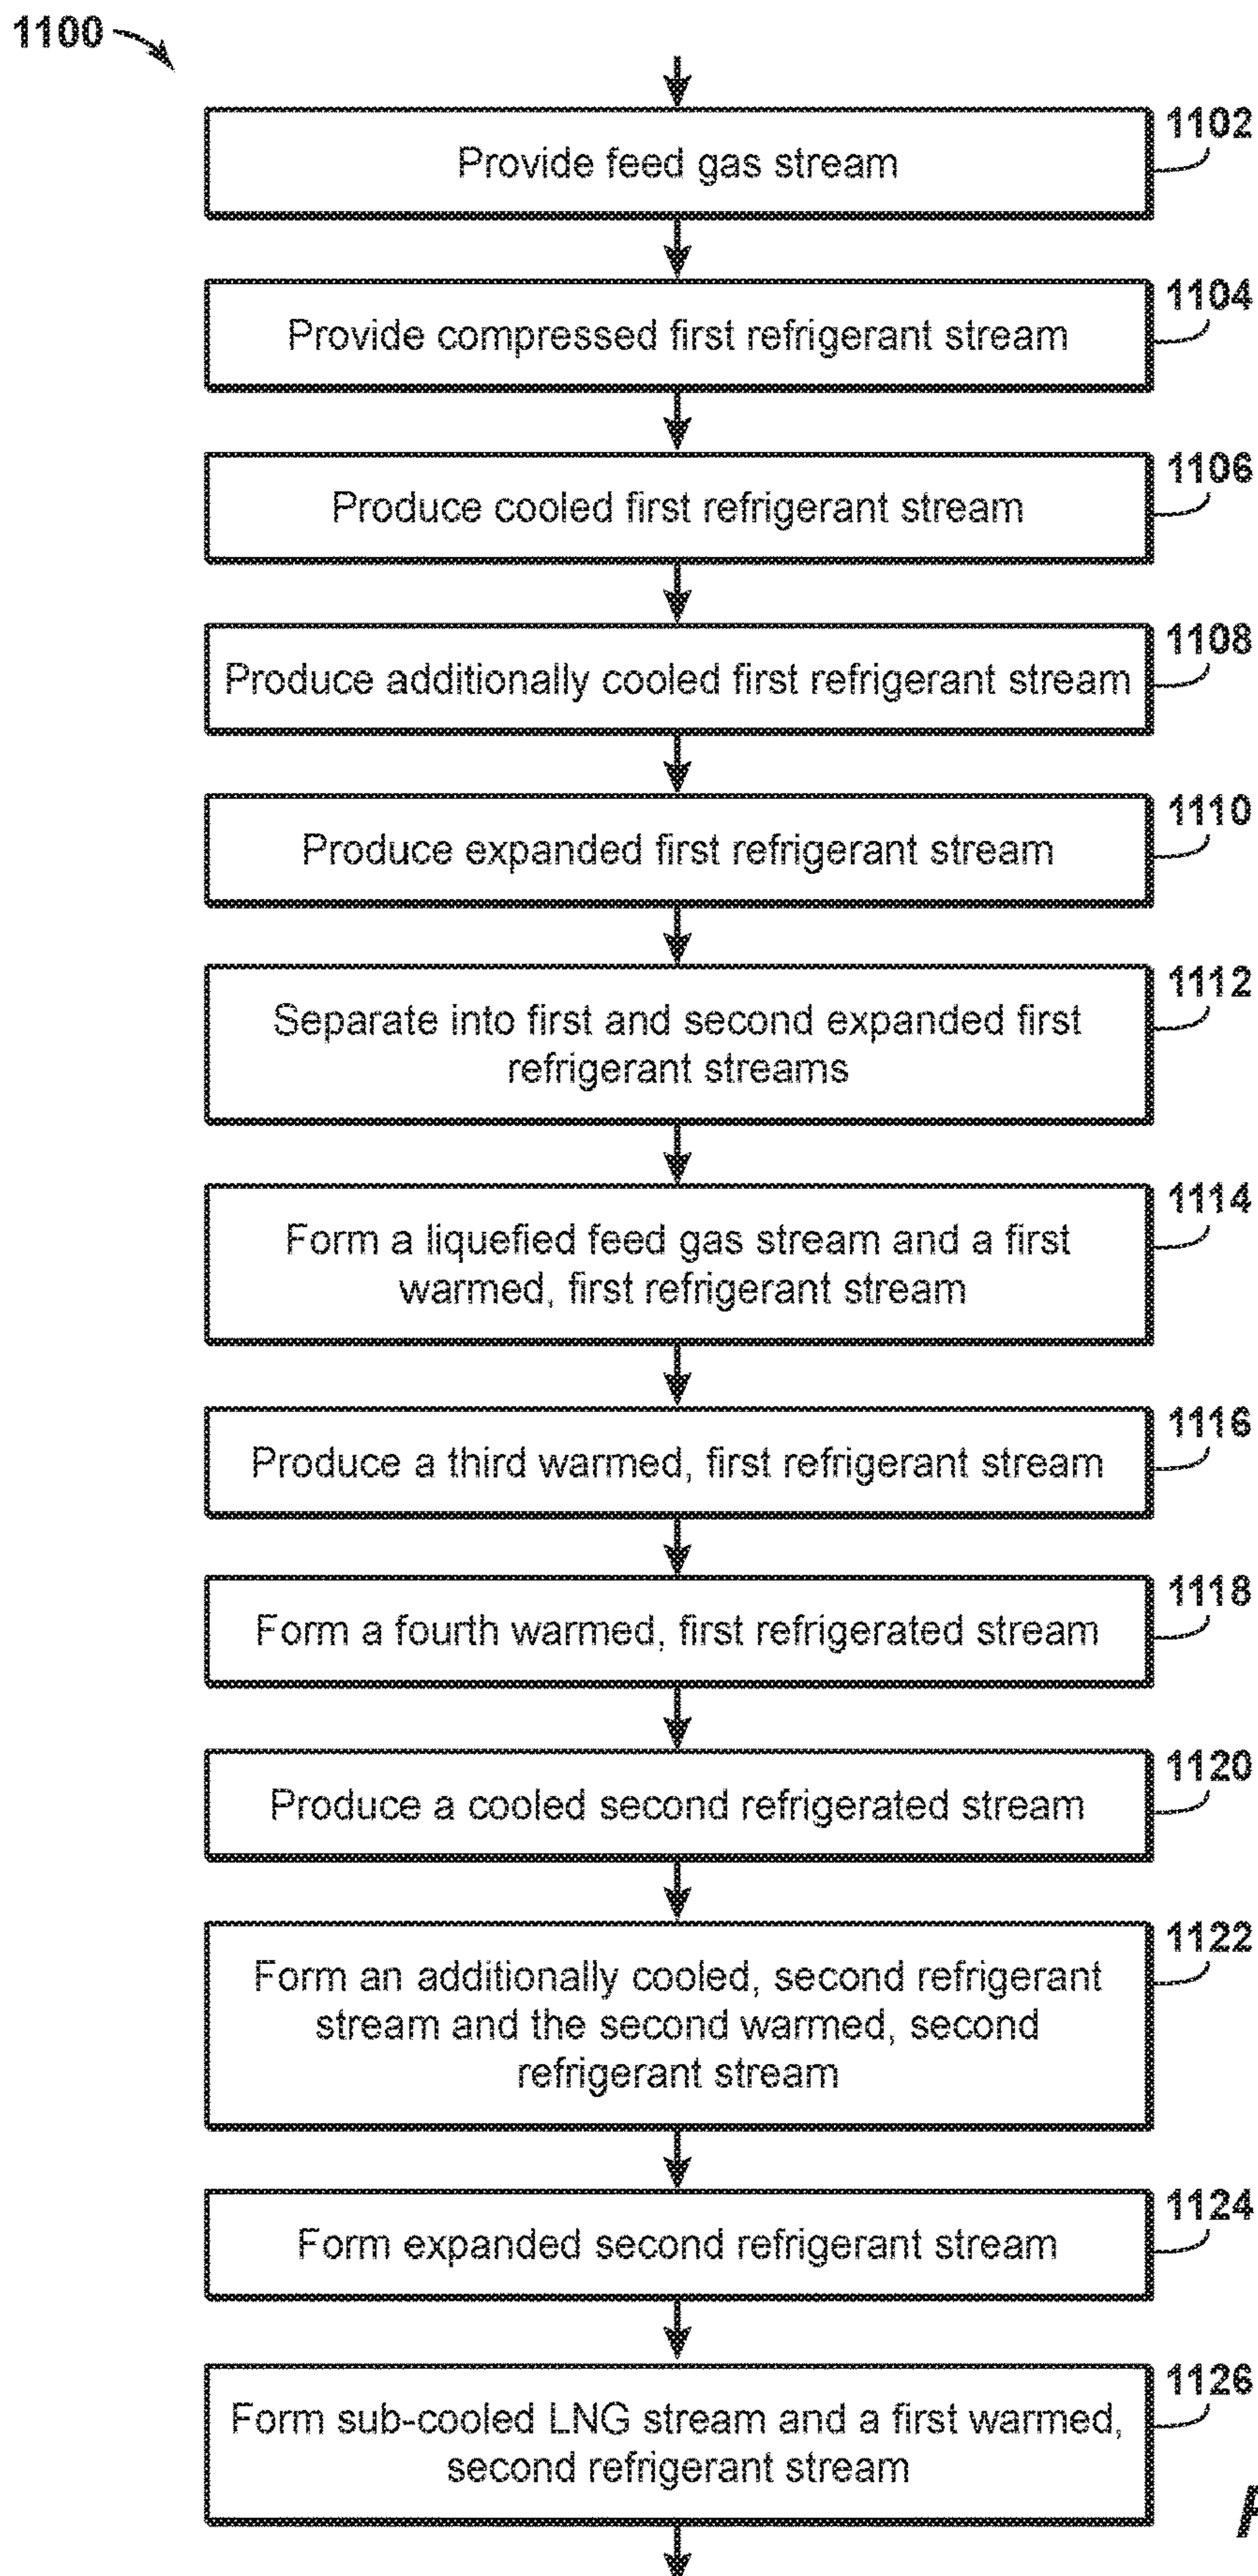 1100
1102
Provide feed gas stream
1104
Provide compressed first refrigerant stream
1106
Produce cooled first refrigerant stream
1108
Produce additionally cooled first refrigerant stream
1110
Produce expanded first refrigerant stream
1112
Separate into first and second expanded first
refrigerant streams
1114
Form a liquefied feed gas stream and a first
warmed, first refrigerant stream
1116
Produce a third warmed, first refrigerant stream
1118
Form a fourth warmed, first refrigerated stream
1120
Produce a cooled second refrigerated stream
1122
Form an additionally cooled, second refrigerant
stream and the second warmed, second
refrigerant stream
1124
Form expanded second refrigerant stream
1126
Form sub-cooled LNG stream and a first warmed,
second refrigerant stream